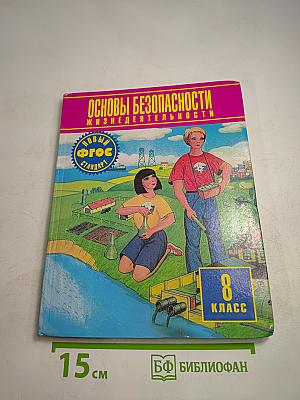 ОСНОВЫ БЕЗОПАСНОСТИ
ЖИЗНЕДЕЯТЕЛЬНОСТИ
НОВЫЙ
ФГОС
СТАНДАРТ
8
КЛАСС
15 см
БФ БИБЛИОФАН